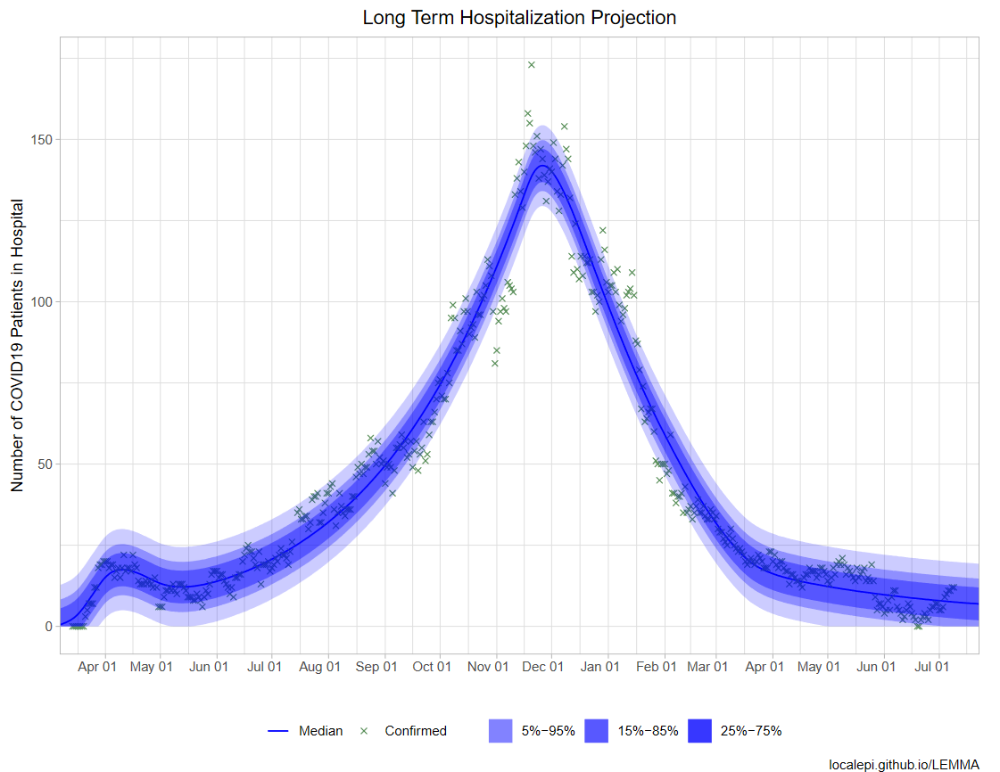 Long Term Hospitalization Projection
Number of COVID19 Patients in Hospital
150
100
50
0
Apr 01 May 01 Jun 01 Jul 01 Aug 01 Sep 01 Oct 01 Nov 01 Dec 01 Jan 01 Feb 01 Mar 01 Apr 01 May 01 Jun 01 Jul 01
Median Confirmed 5%−95% 15%−85% 25%−75%
localepi.github.io/LEMMA